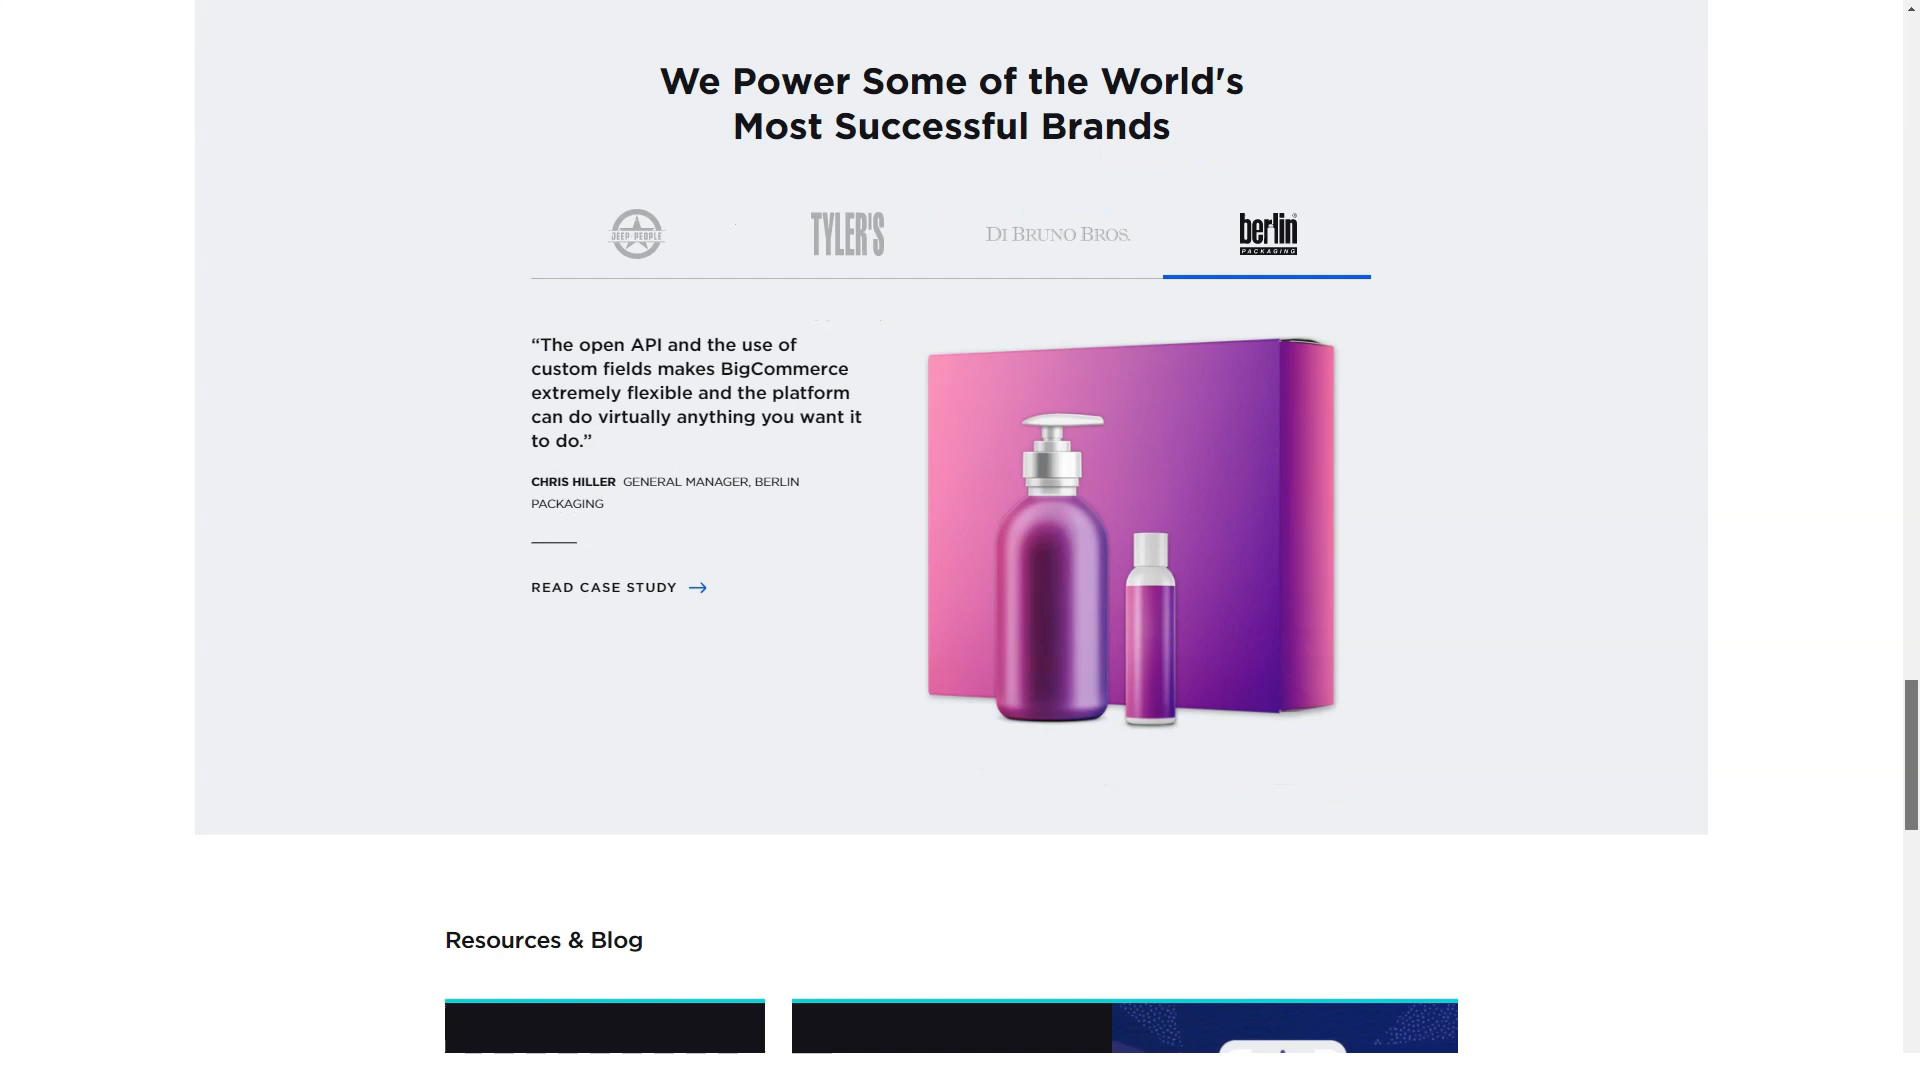 We Power Some of the World's
Most Successful Brands
JEEP PEOPLE
TYLER'S
DI BRUNO BROS.
berlin
PACKAGING
“The open API and the use of
custom fields makes BigCommerce
extremely flexible and the platform
can do virtually anything you want it
to do.”
CHRIS HILLER GENERAL MANAGER, BERLIN
PACKAGING
READ CASE STUDY
Resources & Blog